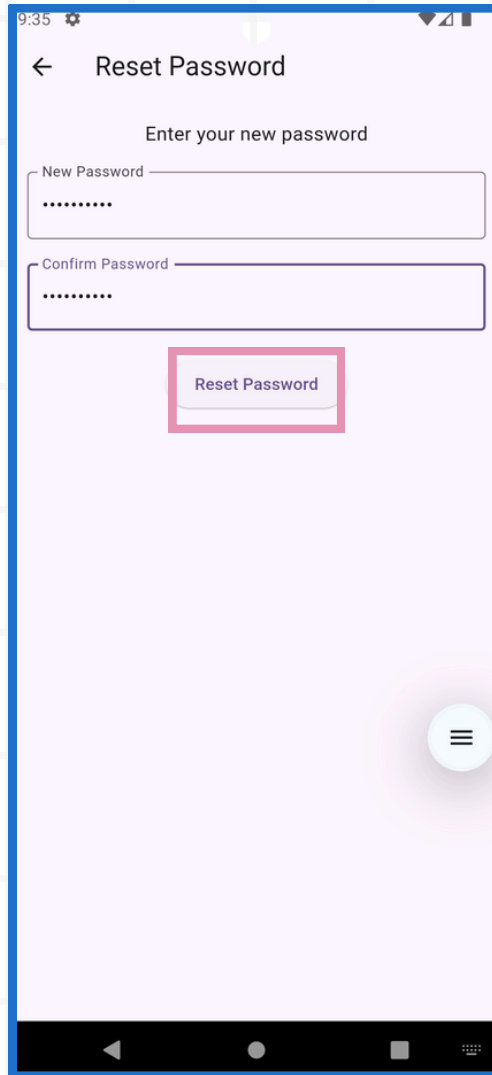 9:35
Reset Password
Enter your new password
New Password
••••••••••
Confirm Password
••••••••••
Reset Password